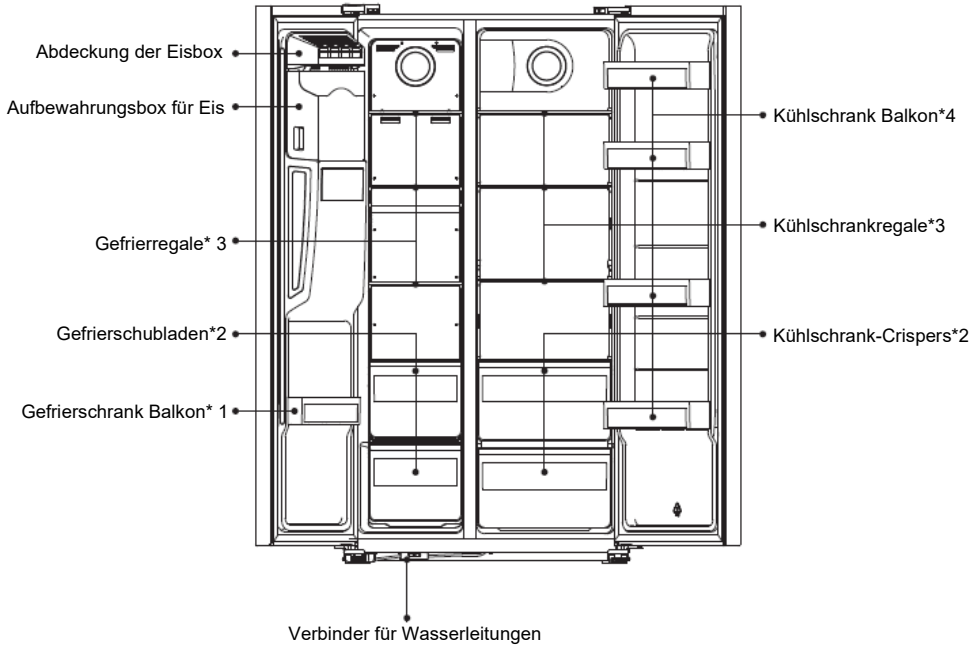 Abdeckung der Eisbox
Aufbewahrungsbox für Eis
Gefrierregale* 3
Gefrierschubladen*2
Gefrierschrank Balkon* 1
Kühlschrank Balkon*4
Kühlschrankregale*3
Kühlschrank-Crispers*2
Verbinder für Wasserleitungen